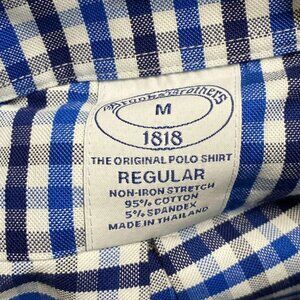 Brooks Brothers
M
1818
THE ORIGINAL POLO SHIRT
REGULAR
NON-IRON STRETCH
95% COTTON
5% SPANDEX
MADE IN THAILAND